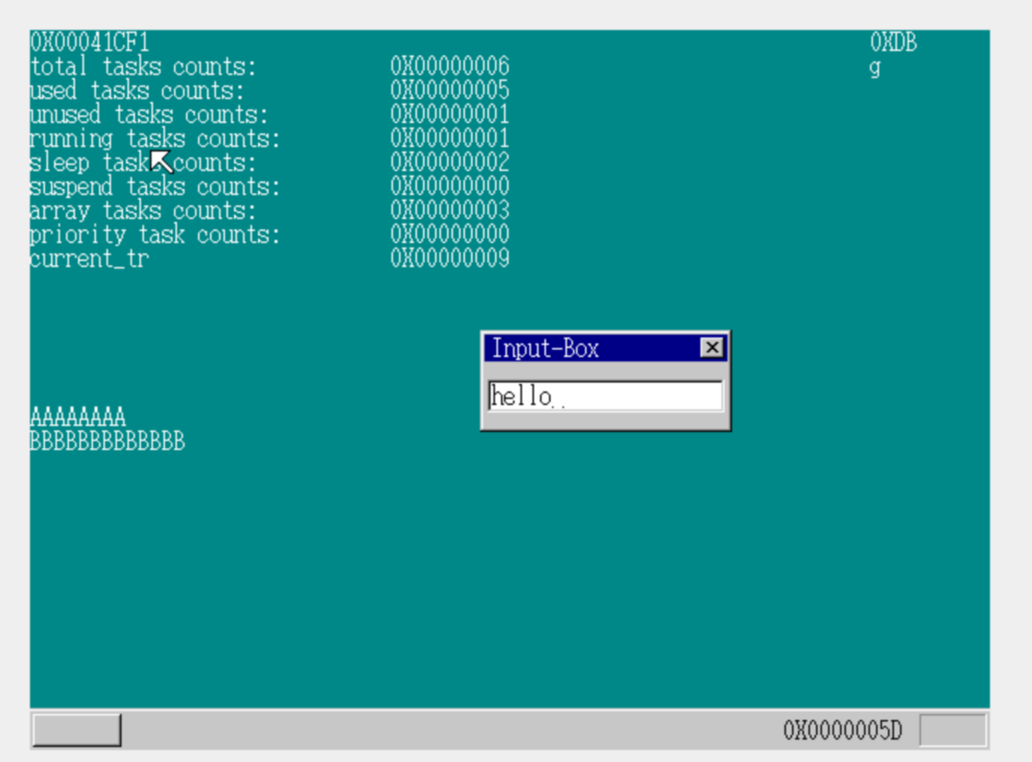 0X00041CF1 0XDB
total tasks counts: 0X00000006 g
used tasks counts: 0X00000005
unused tasks counts: 0X00000001
running tasks counts: 0X00000001
sleep task counts: 0X00000002
suspend tasks counts: 0X00000000
array tasks counts: 0X00000003
priority task counts: 0X00000000
current_tr 0X00000009
Input-Box
hello..
AAAAAAAA
BBBBBBBBBBBBB
0X0000005D